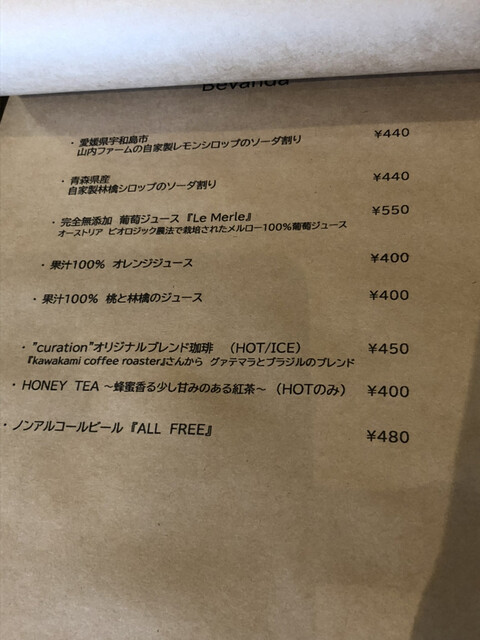 Bevanda
・愛媛県宇和島市
山内ファームの自家製レモンシロップのソーダ割り ¥440
・青森県産
自家製林檎シロップのソーダ割り ¥440
・完全無添加 葡萄ジュース『Le Merle』 ¥550
オーストリア ビオロジック農法で栽培されたメルロー100%葡萄ジュース
・果汁100% オレンジジュース ¥400
・果汁100% 桃と林檎のジュース ¥400
・"curation"オリジナルブレンド珈琲 （HOT/ICE） ¥450
『kawakami coffee roaster』さんから グァテマラとブラジルのブレンド
・HONEY TEA ～蜂蜜香る少し甘みのある紅茶～（HOTのみ） ¥400
・ノンアルコールビール『ALL FREE』 ¥480